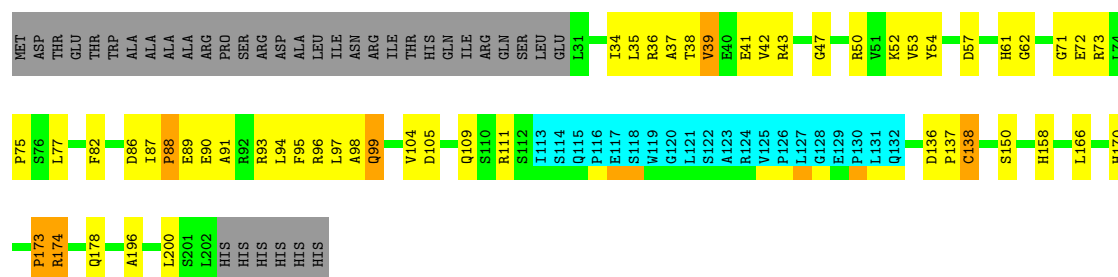 MET ASP THR GLU THR TRP ALA ALA ALA ALA ARG PRO SER ARG ASP ALA LEU ILE ASN ARG ILE THR HIS GLN ILE ARG GLN SER LEU GLU L31 I34 L35 R36 A37 T38 V39 E40 E41 V42 R43 G47 R50 V51 K52 V53 Y54 D57 H61 G62 G71 E72 R73 L74
P75 S76 L77 F82 D86 I87 P88 E89 E90 A91 R92 R93 L94 F95 R96 L97 A98 Q99 V104 D105 Q109 S110 R111 S112 I113 S114 Q115 P116 E117 S118 W119 G120 L121 S122 A123 R124 V125 P126 L127 G128 E129 P130 L131 Q132 D136 P137 C138 S150 H158 L166 H170
P173 R174 Q178 A196 L200 S201 L202 HIS HIS HIS HIS HIS HIS